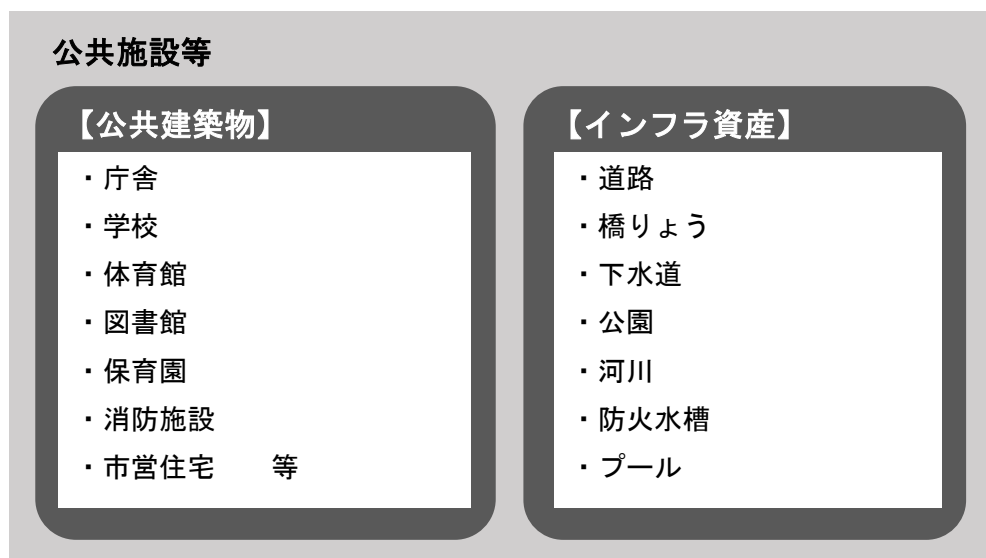 公共施設等
【公共建築物】
・庁舎
・学校
・体育館
・図書館
・保育園
・消防施設
・市営住宅　　等
【インフラ資産】
・道路
・橋りょう
・下水道
・公園
・河川
・防火水槽
・プール